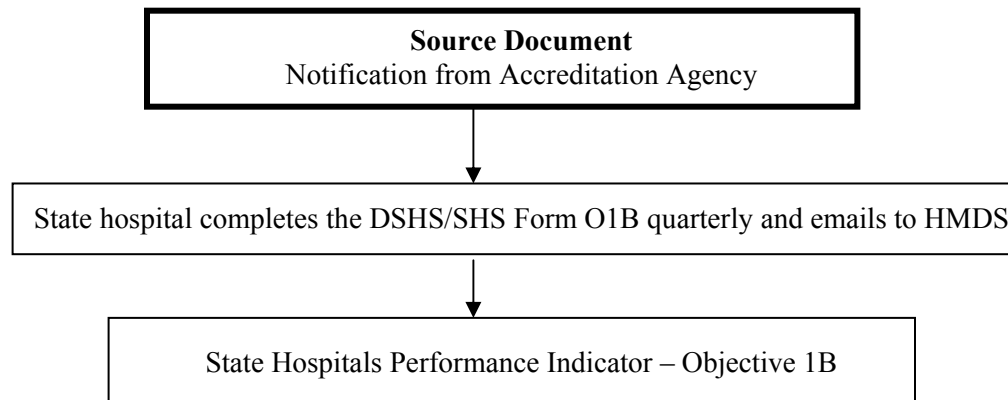 Source Document
Notification from Accreditation Agency
State hospital completes the DSHS/SHS Form O1B quarterly and emails to HMDS
State Hospitals Performance Indicator – Objective 1B